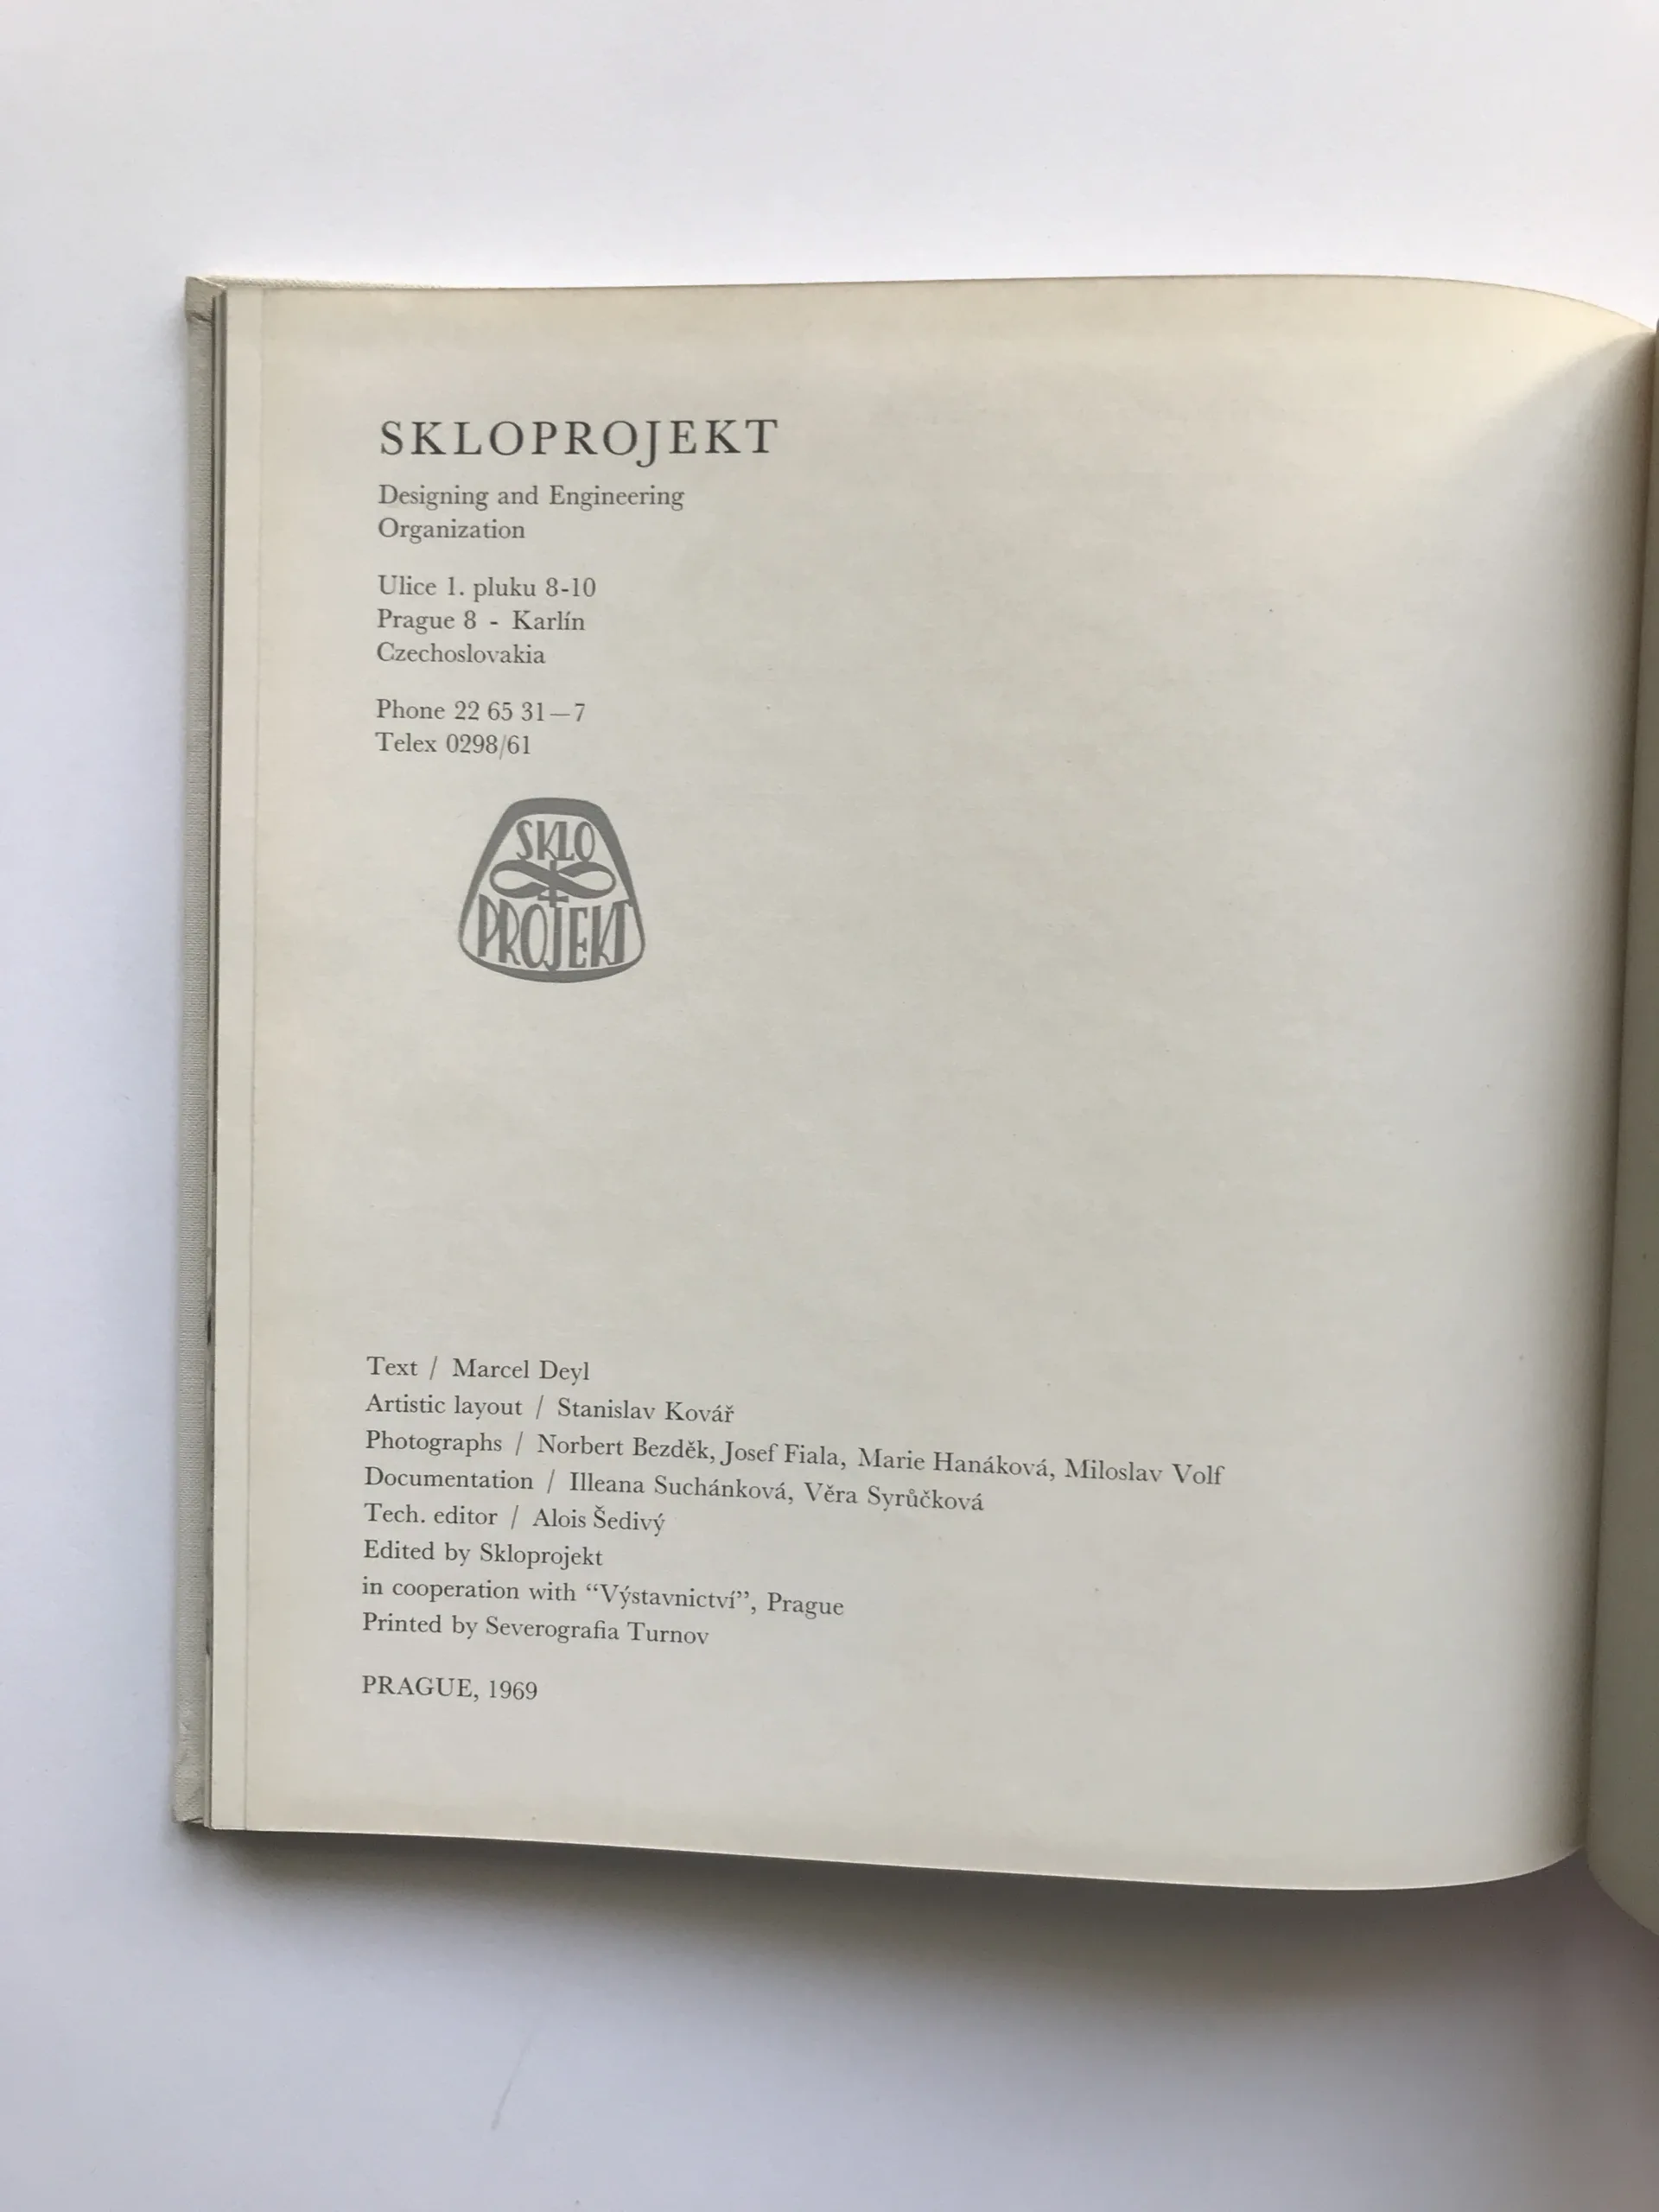 SKLOPROJEKT
Designing and Engineering
Organization
Ulice 1. pluku 8-10
Prague 8 - Karlín
Czechoslovakia
Phone 22 65 31—7
Telex 0298/61
SKLO
PROJEKT
Text / Marcel Deyl
Artistic layout / Stanislav Kovář
Photographs / Norbert Bezděk, Josef Fiala, Marie Hanáková, Miloslav Volf
Documentation / Illeana Suchánková, Věra Syrůčková
Tech. editor / Alois Šedivý
Edited by Skloprojekt
in cooperation with “Výstavnictví”, Prague
Printed by Severografia Turnov
PRAGUE, 1969